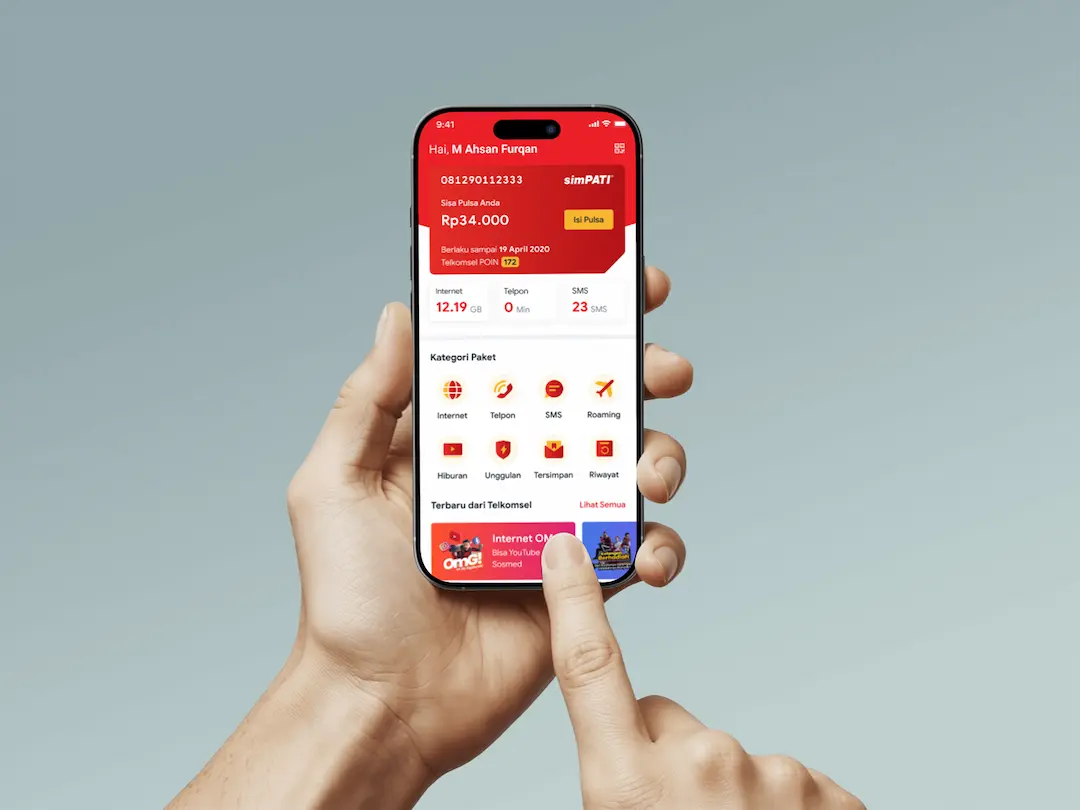 9:41
Hai, M Ahsan Furqan
081290112333
simPATI
Sisa Pulsa Anda
Rp34.000
Isi Pulsa
Berlaku sampai 19 April 2020
Telkomsel POIN 172
Internet Telpon SMS
12.19 GB 0 Min 23 SMS
Kategori Paket
Internet Telpon SMS Roaming
Hiburan Unggulan Tersimpan Riwayat
Terbaru dari Telkomsel Lihat Semua
OMG!
Internet OM
Bisa YouTube
Sosmed